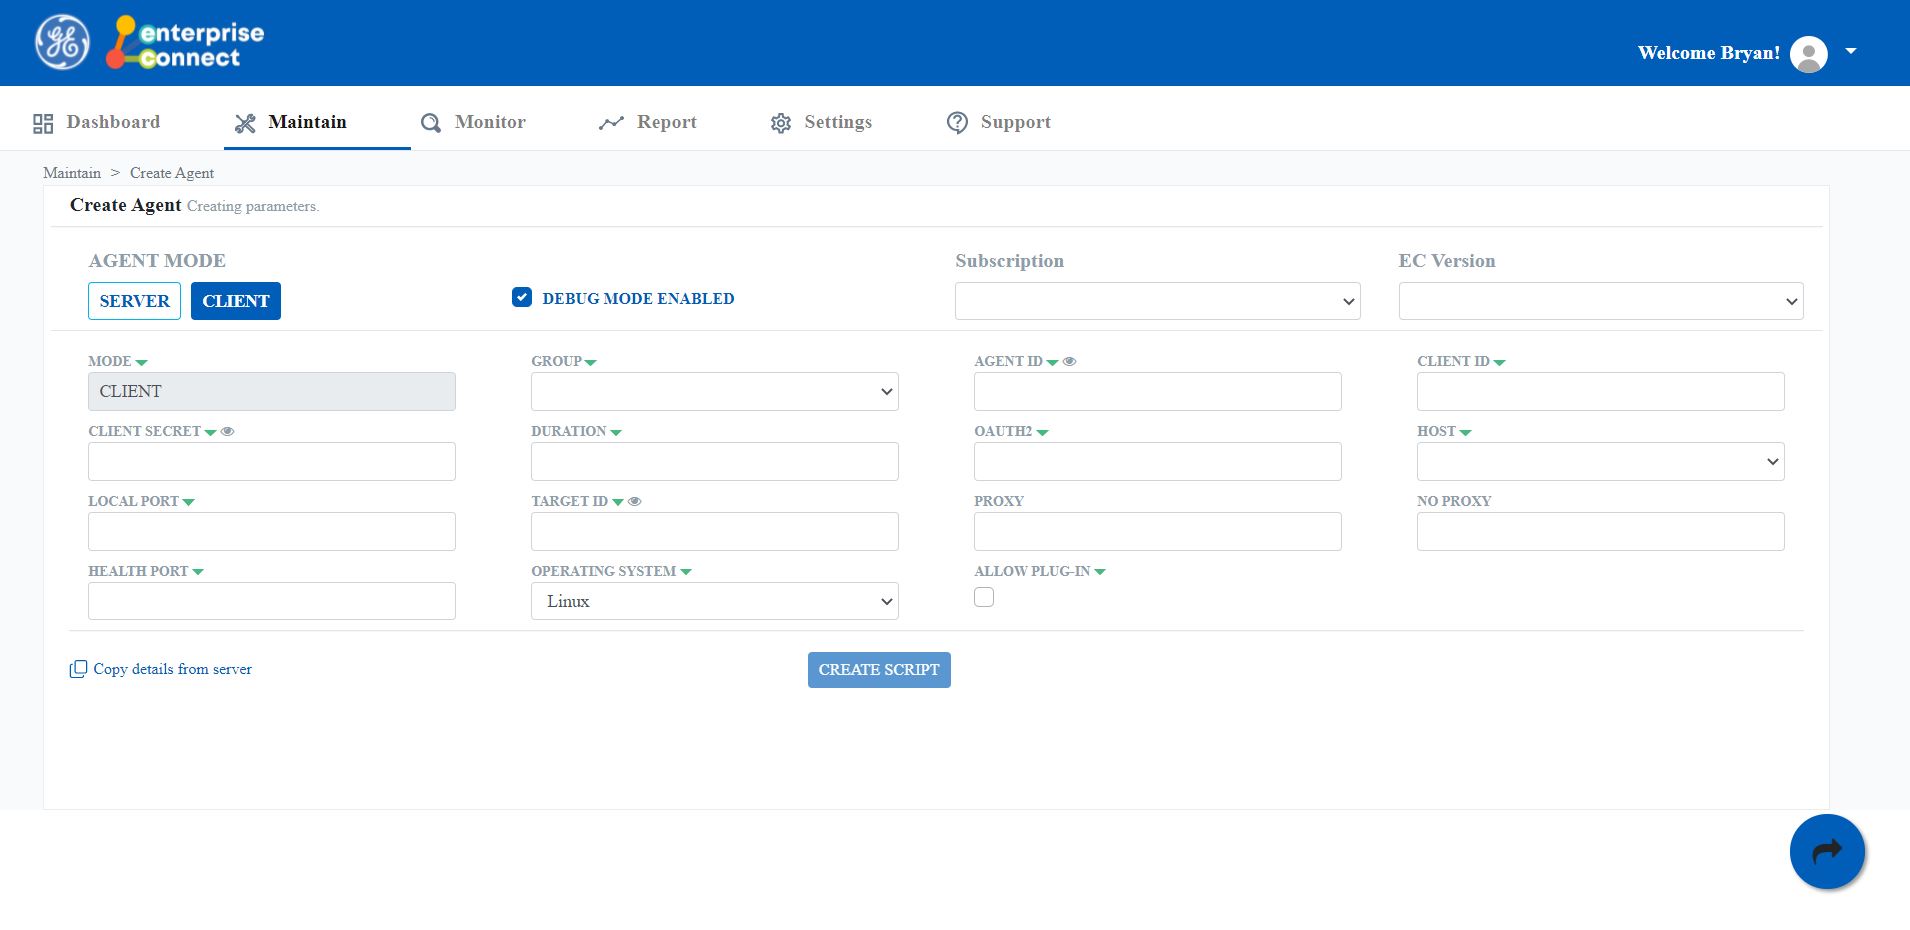 enterprise
connect
Welcome Bryan!
Dashboard Maintain Monitor Report Settings Support
Maintain > Create Agent
Create Agent Creating parameters.
AGENT MODE Subscription EC Version
SERVER CLIENT DEBUG MODE ENABLED
MODE GROUP AGENT ID CLIENT ID
CLIENT
CLIENT SECRET DURATION OAUTH2 HOST
LOCAL PORT TARGET ID PROXY NO PROXY
HEALTH PORT OPERATING SYSTEM ALLOW PLUG-IN
Linux
Copy details from server CREATE SCRIPT